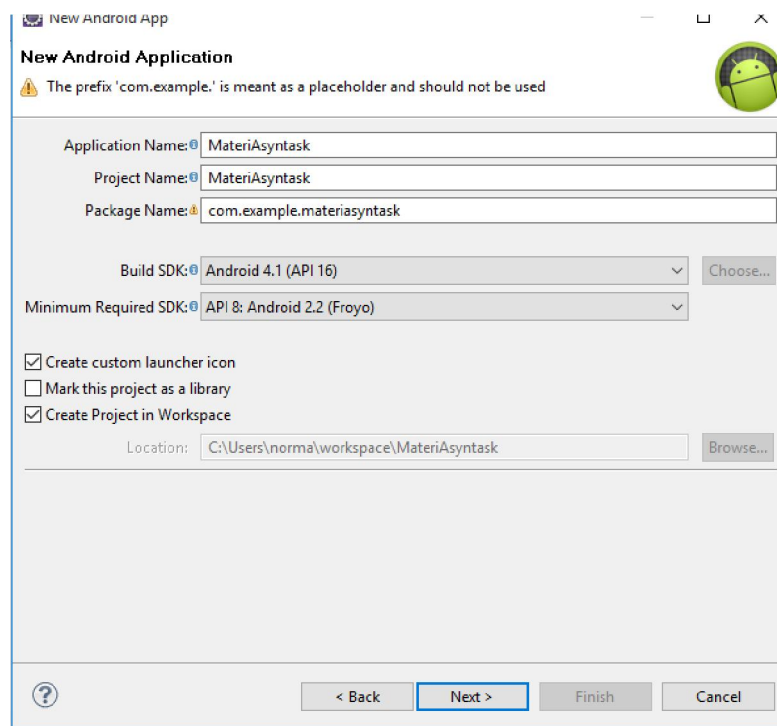 New Android App
New Android Application
The prefix 'com.example.' is meant as a placeholder and should not be used
Application Name: MateriAsyntask
Project Name: MateriAsyntask
Package Name: com.example.materiasyntask
Build SDK: Android 4.1 (API 16) Choose...
Minimum Required SDK: API 8: Android 2.2 (Froyo)
Create custom launcher icon
Mark this project as a library
Create Project in Workspace
Location: C:\Users\norma\workspace\MateriAsyntask Browse...
? < Back Next > Finish Cancel